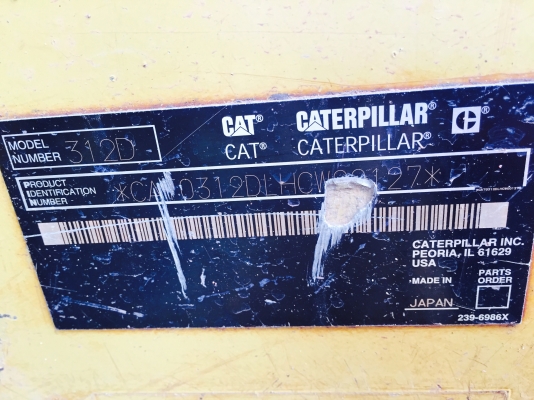 CAT® CATERPILLAR®
CAT® CATERPILLAR®
MODEL NUMBER 312D
PRODUCT IDENTIFICATION NUMBER
CATERPILLAR INC.
PEORIA, IL 61629
USA
MADE IN JAPAN
PARTS ORDER
239-6986X